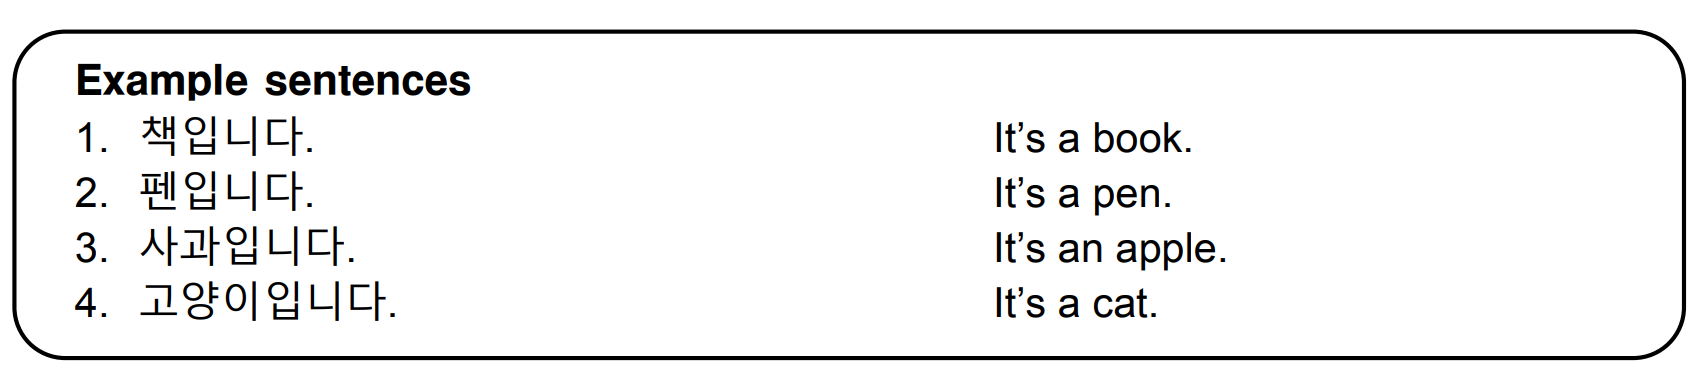 Example sentences
1. 책입니다. It’s a book.
2. 펜입니다. It’s a pen.
3. 사과입니다. It’s an apple.
4. 고양이입니다. It’s a cat.